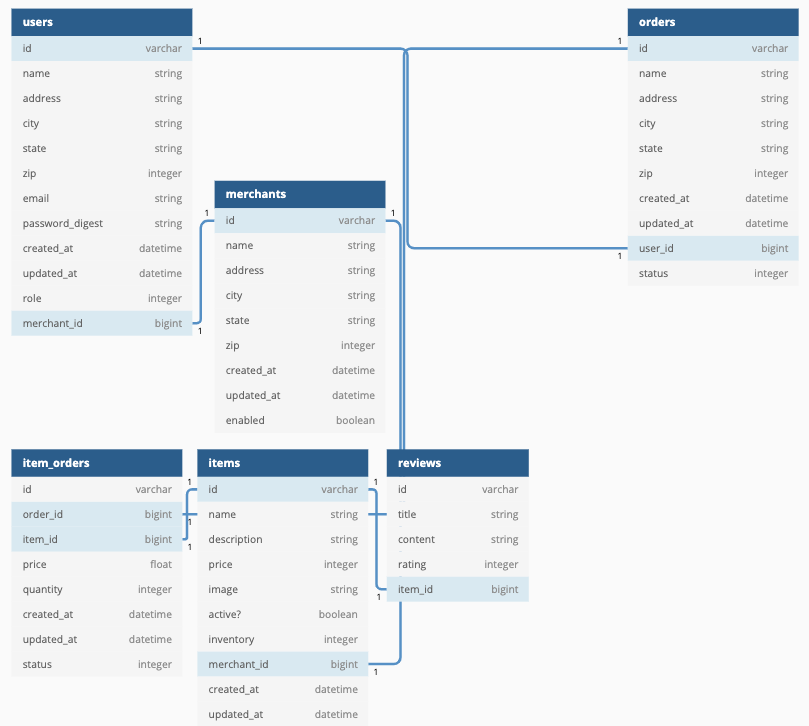 users
id varchar
name string
address string
city string
state string
zip integer
email string
password_digest string
created_at datetime
updated_at datetime
role integer
merchant_id bigint
1
1
orders
id varchar
name string
address string
city string
state string
zip integer
created_at datetime
updated_at datetime
user_id bigint
status integer
1
1
merchants
id varchar
name string
address string
city string
state string
zip integer
created_at datetime
updated_at datetime
enabled boolean
1
1
item_orders
id varchar
order_id bigint
item_id bigint
price float
quantity integer
created_at datetime
updated_at datetime
status integer
1
1
1
items
id varchar
name string
description string
price integer
image string
active? boolean
inventory integer
merchant_id bigint
created_at datetime
updated_at datetime
1
1
1
reviews
id varchar
title string
content string
rating integer
item_id bigint